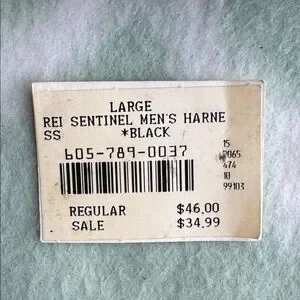 LARGE
REI SENTINEL MEN'S HARNE
SS *BLACK
605-789-0037
15
2065
474
10
99103
REGULAR $46.00
SALE $34.99